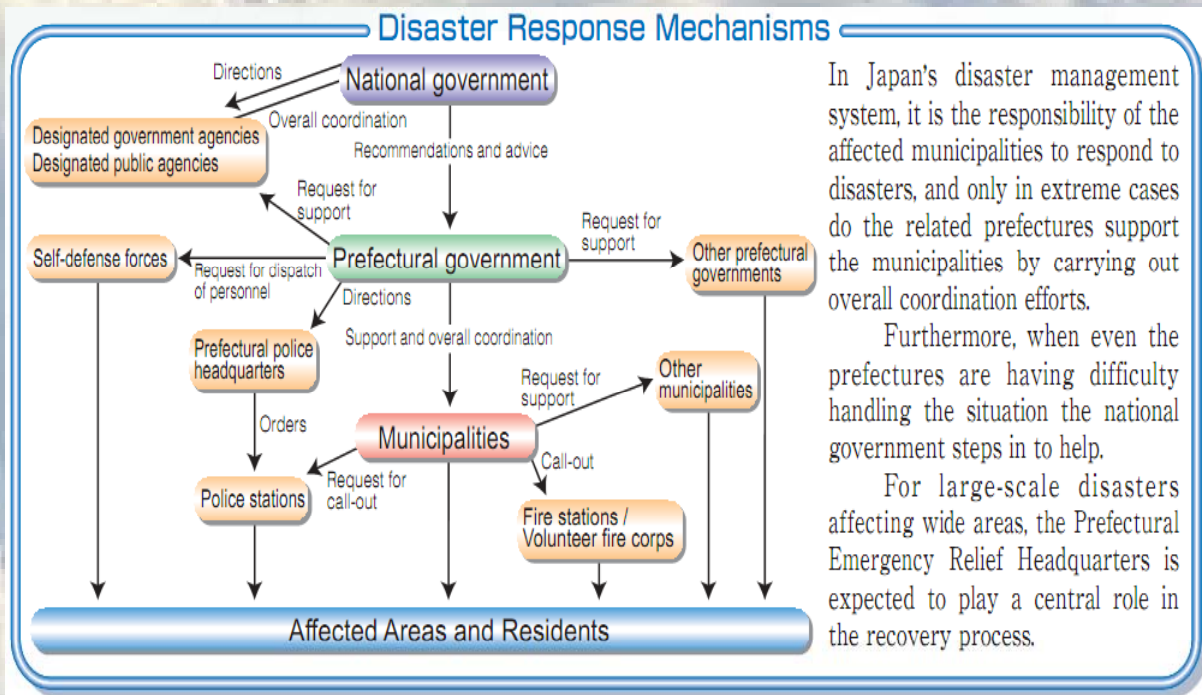 Disaster Response Mechanisms
Directions
National government
Overall coordination
Designated government agencies
Designated public agencies
Recommendations and advice
Request for
support
Request for
support
Self-defense forces
Prefectural government
Other prefectural
governments
Request for dispatch
of personnel
Directions
Prefectural police
headquarters
Support and overall coordination
Request for
support
Other
municipalities
Orders
Municipalities
Call-out
Police stations
Request for
call-out
Fire stations /
Volunteer fire corps
Affected Areas and Residents
In Japan's disaster management
system, it is the responsibility of the
affected municipalities to respond to
disasters, and only in extreme cases
do the related prefectures support
the municipalities by carrying out
overall coordination efforts.
Furthermore, when even the
prefectures are having difficulty
handling the situation the national
government steps in to help.
For large-scale disasters
affecting wide areas, the Prefectural
Emergency Relief Headquarters is
expected to play a central role in
the recovery process.